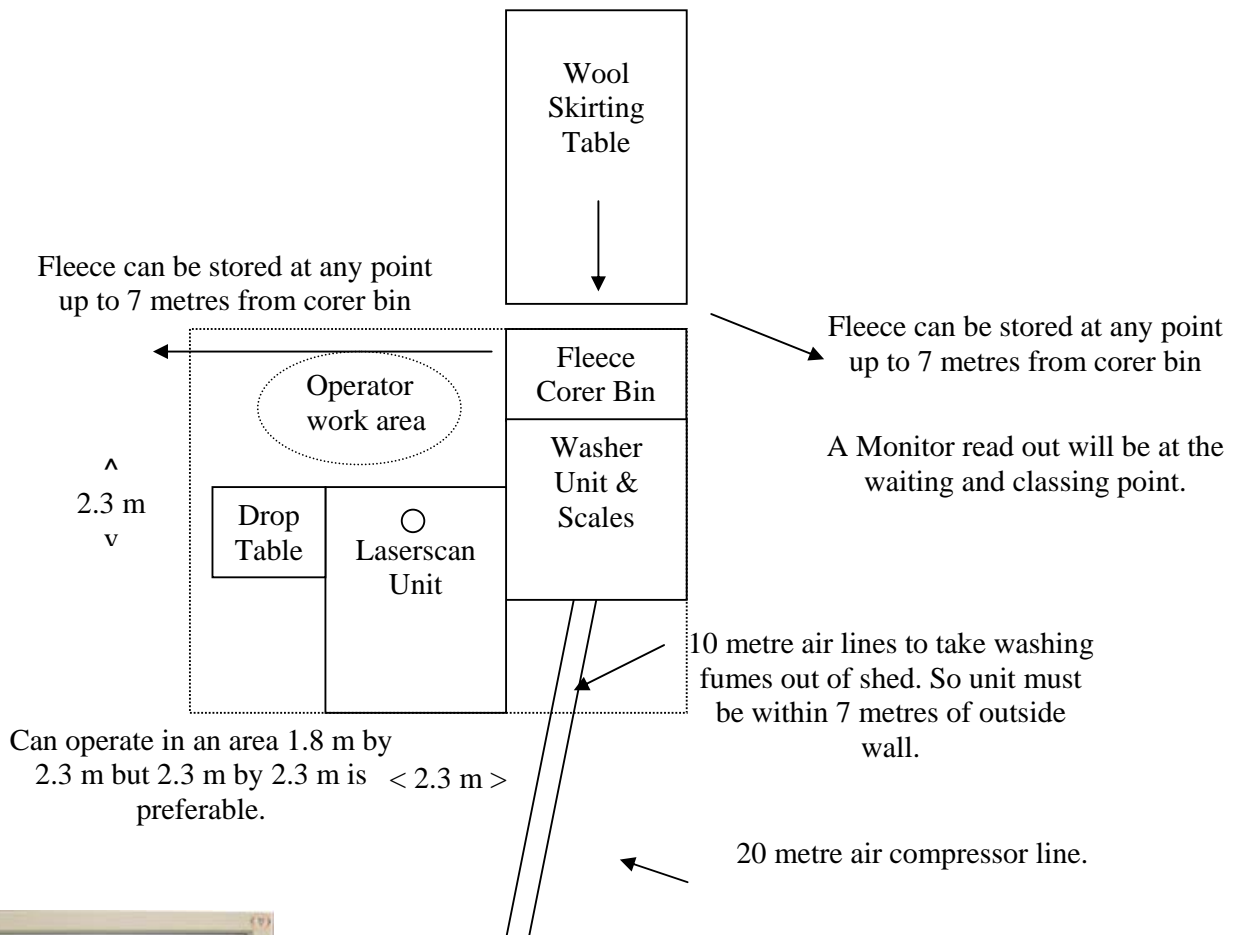 Wool
Skirting
Table
Fleece can be stored at any point
up to 7 metres from corer bin
Fleece can be stored at any point
up to 7 metres from corer bin
Fleece
Corer Bin
Operator
work area
A Monitor read out will be at the
waiting and classing point.
Washer
Unit &
Scales
^
2.3 m
v
Drop
Table
Laserscan
Unit
10 metre air lines to take washing
fumes out of shed. So unit must
be within 7 metres of outside
wall.
Can operate in an area 1.8 m by
2.3 m but 2.3 m by 2.3 m is
preferable.
< 2.3 m >
20 metre air compressor line.